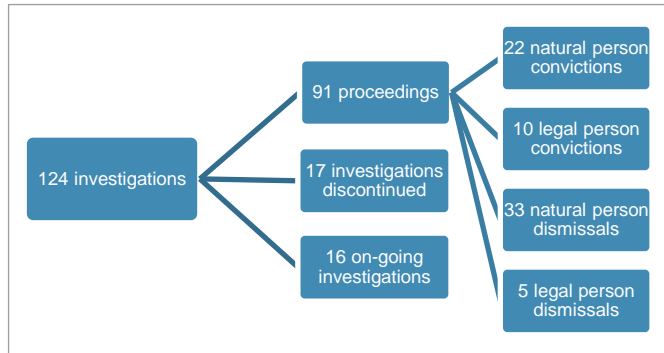 124 investigations
91 proceedings
17 investigations
discontinued
16 on-going
investigations
22 natural person
convictions
10 legal person
convictions
33 natural person
dismissals
5 legal person
dismissals